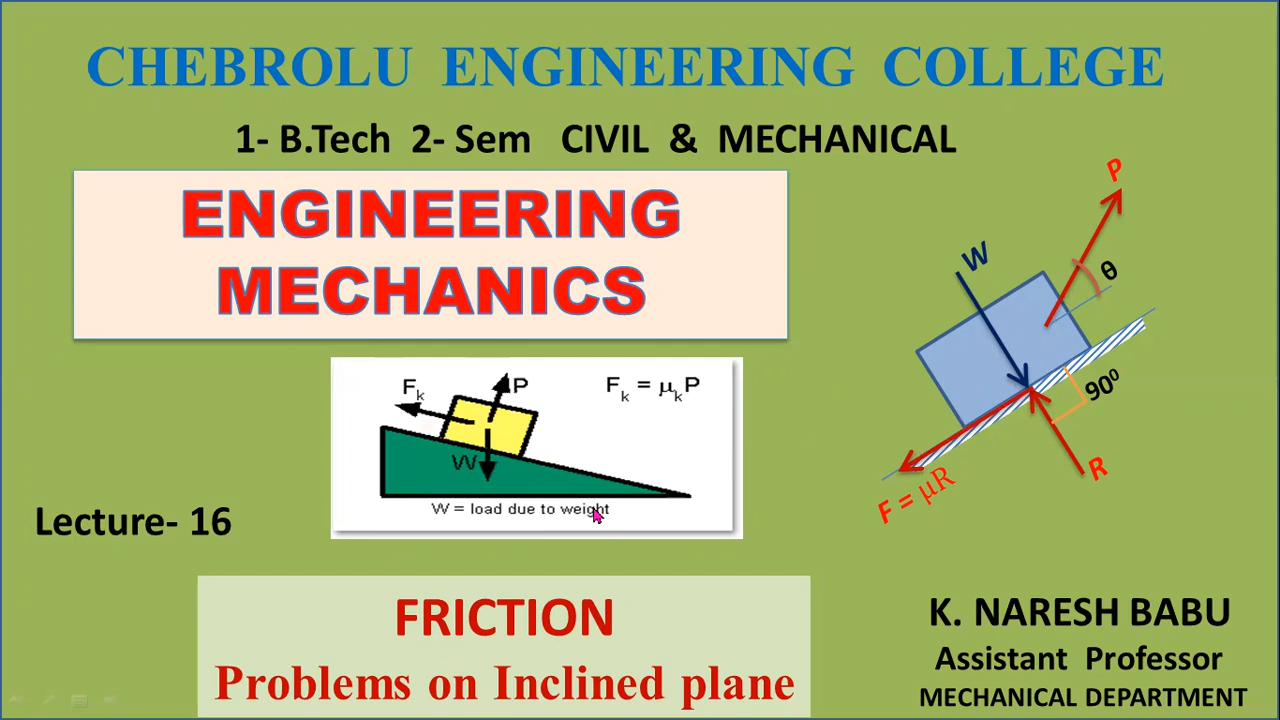 CHEBROLU ENGINEERING COLLEGE
1- B.Tech 2- Sem CIVIL & MECHANICAL
ENGINEERING
MECHANICS
P
W
θ
90⁰
R
F = μR
Fₖ
P
Fₖ = μₖP
W
W = load due to weight
Lecture- 16
FRICTION
Problems on Inclined plane
K. NARESH BABU
Assistant Professor
MECHANICAL DEPARTMENT